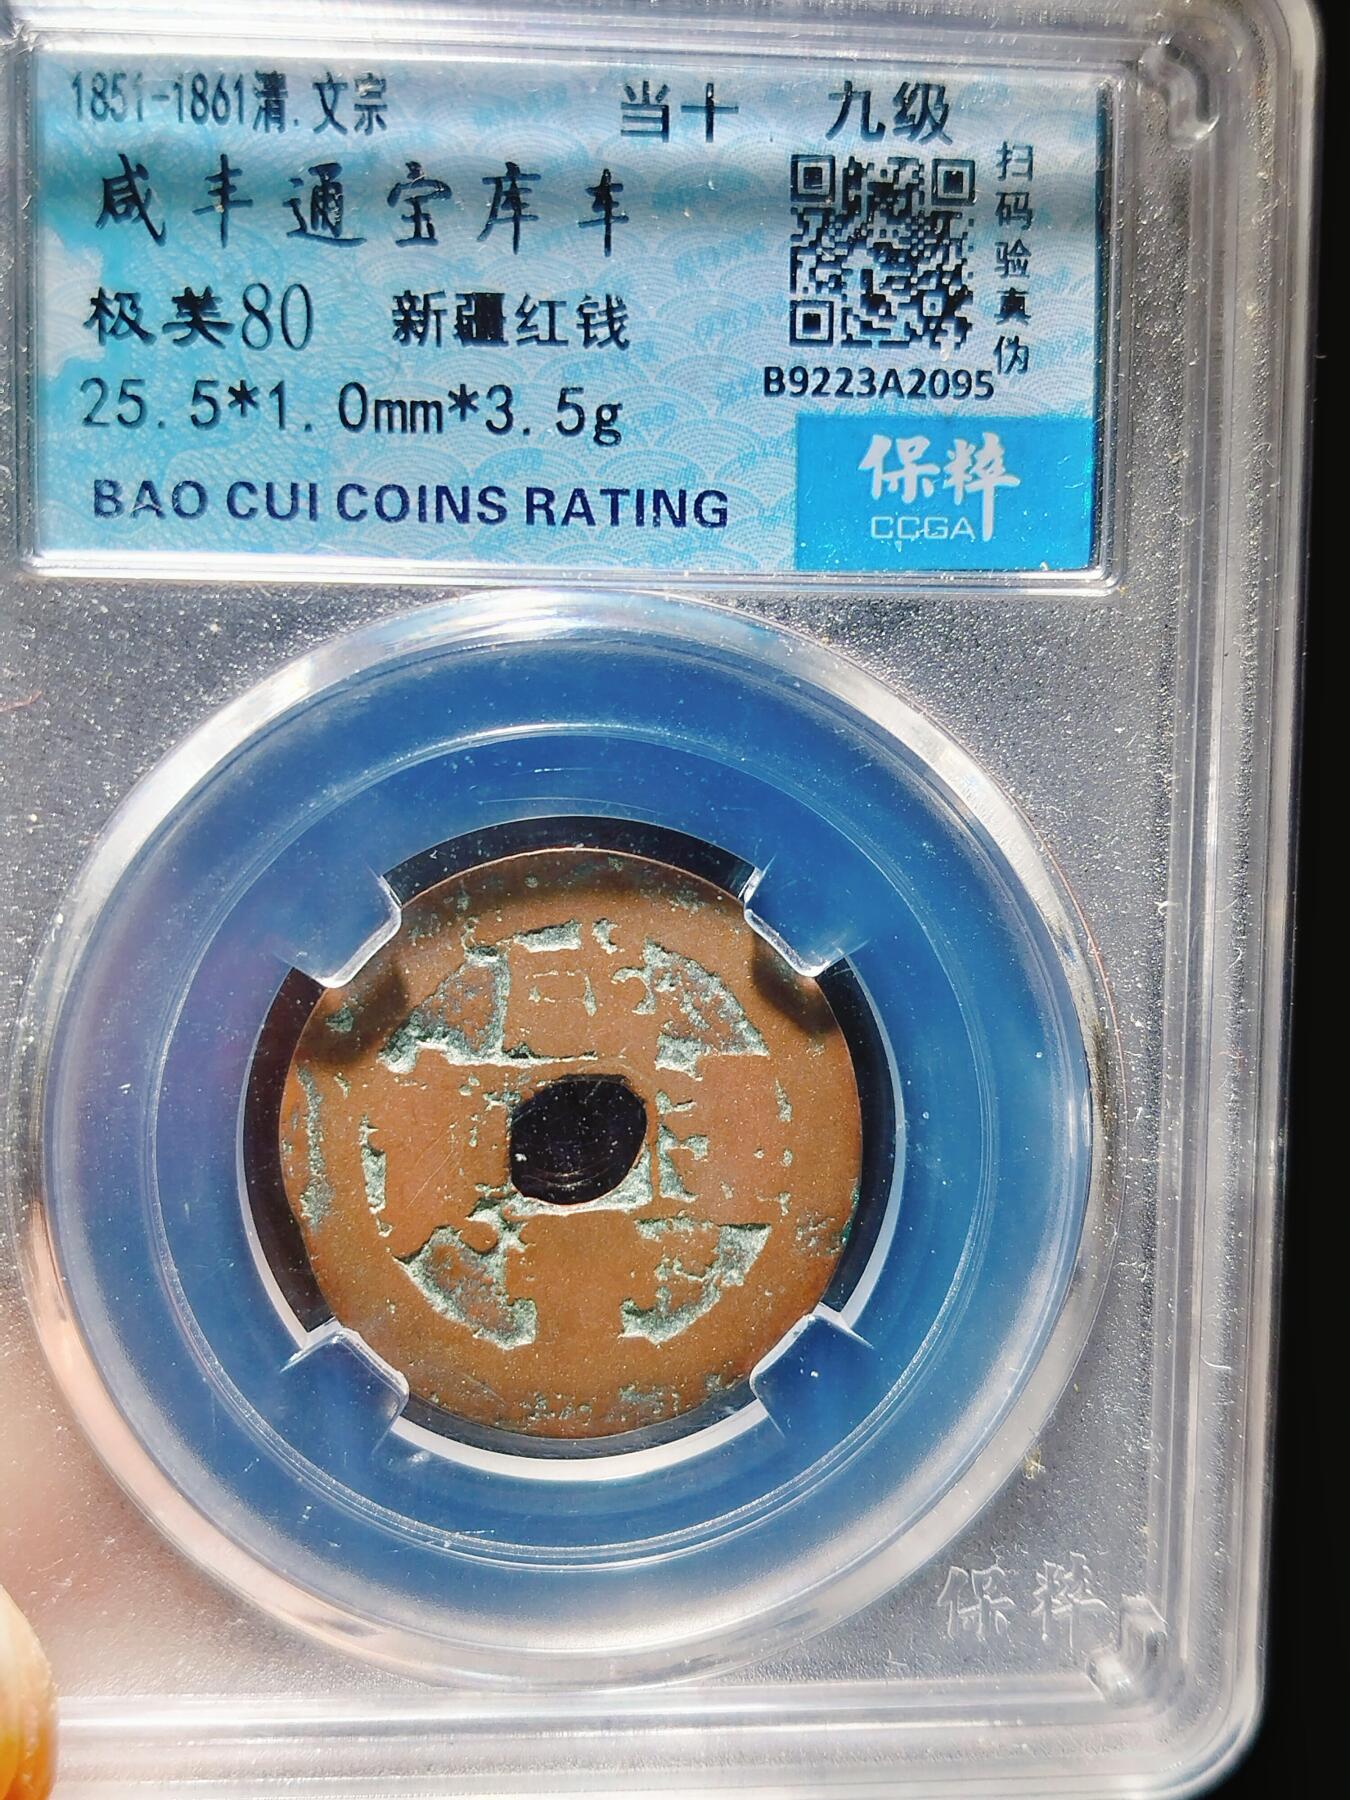 1851-1861清.文宗 当十 九级
咸丰通宝库车
极美80 新疆红钱
25.5*1.0mm*3.5g
BAO CUI COINS RATING
扫码验真伪
B9223A2095
保粹
CCGA
保粹